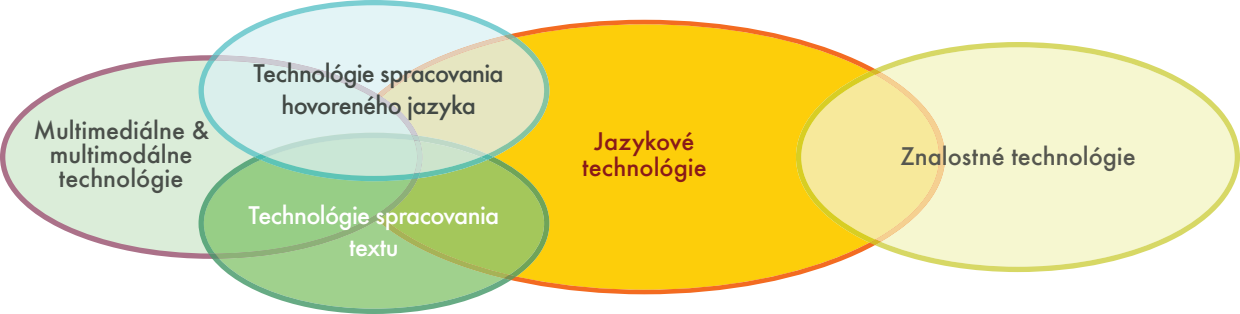 Technológie spracovania
hovoreného jazyka
Multimediálne &
multimodálne
technológie
Jazykové
technológie
Znalostné technológie
Technológie spracovania
textu